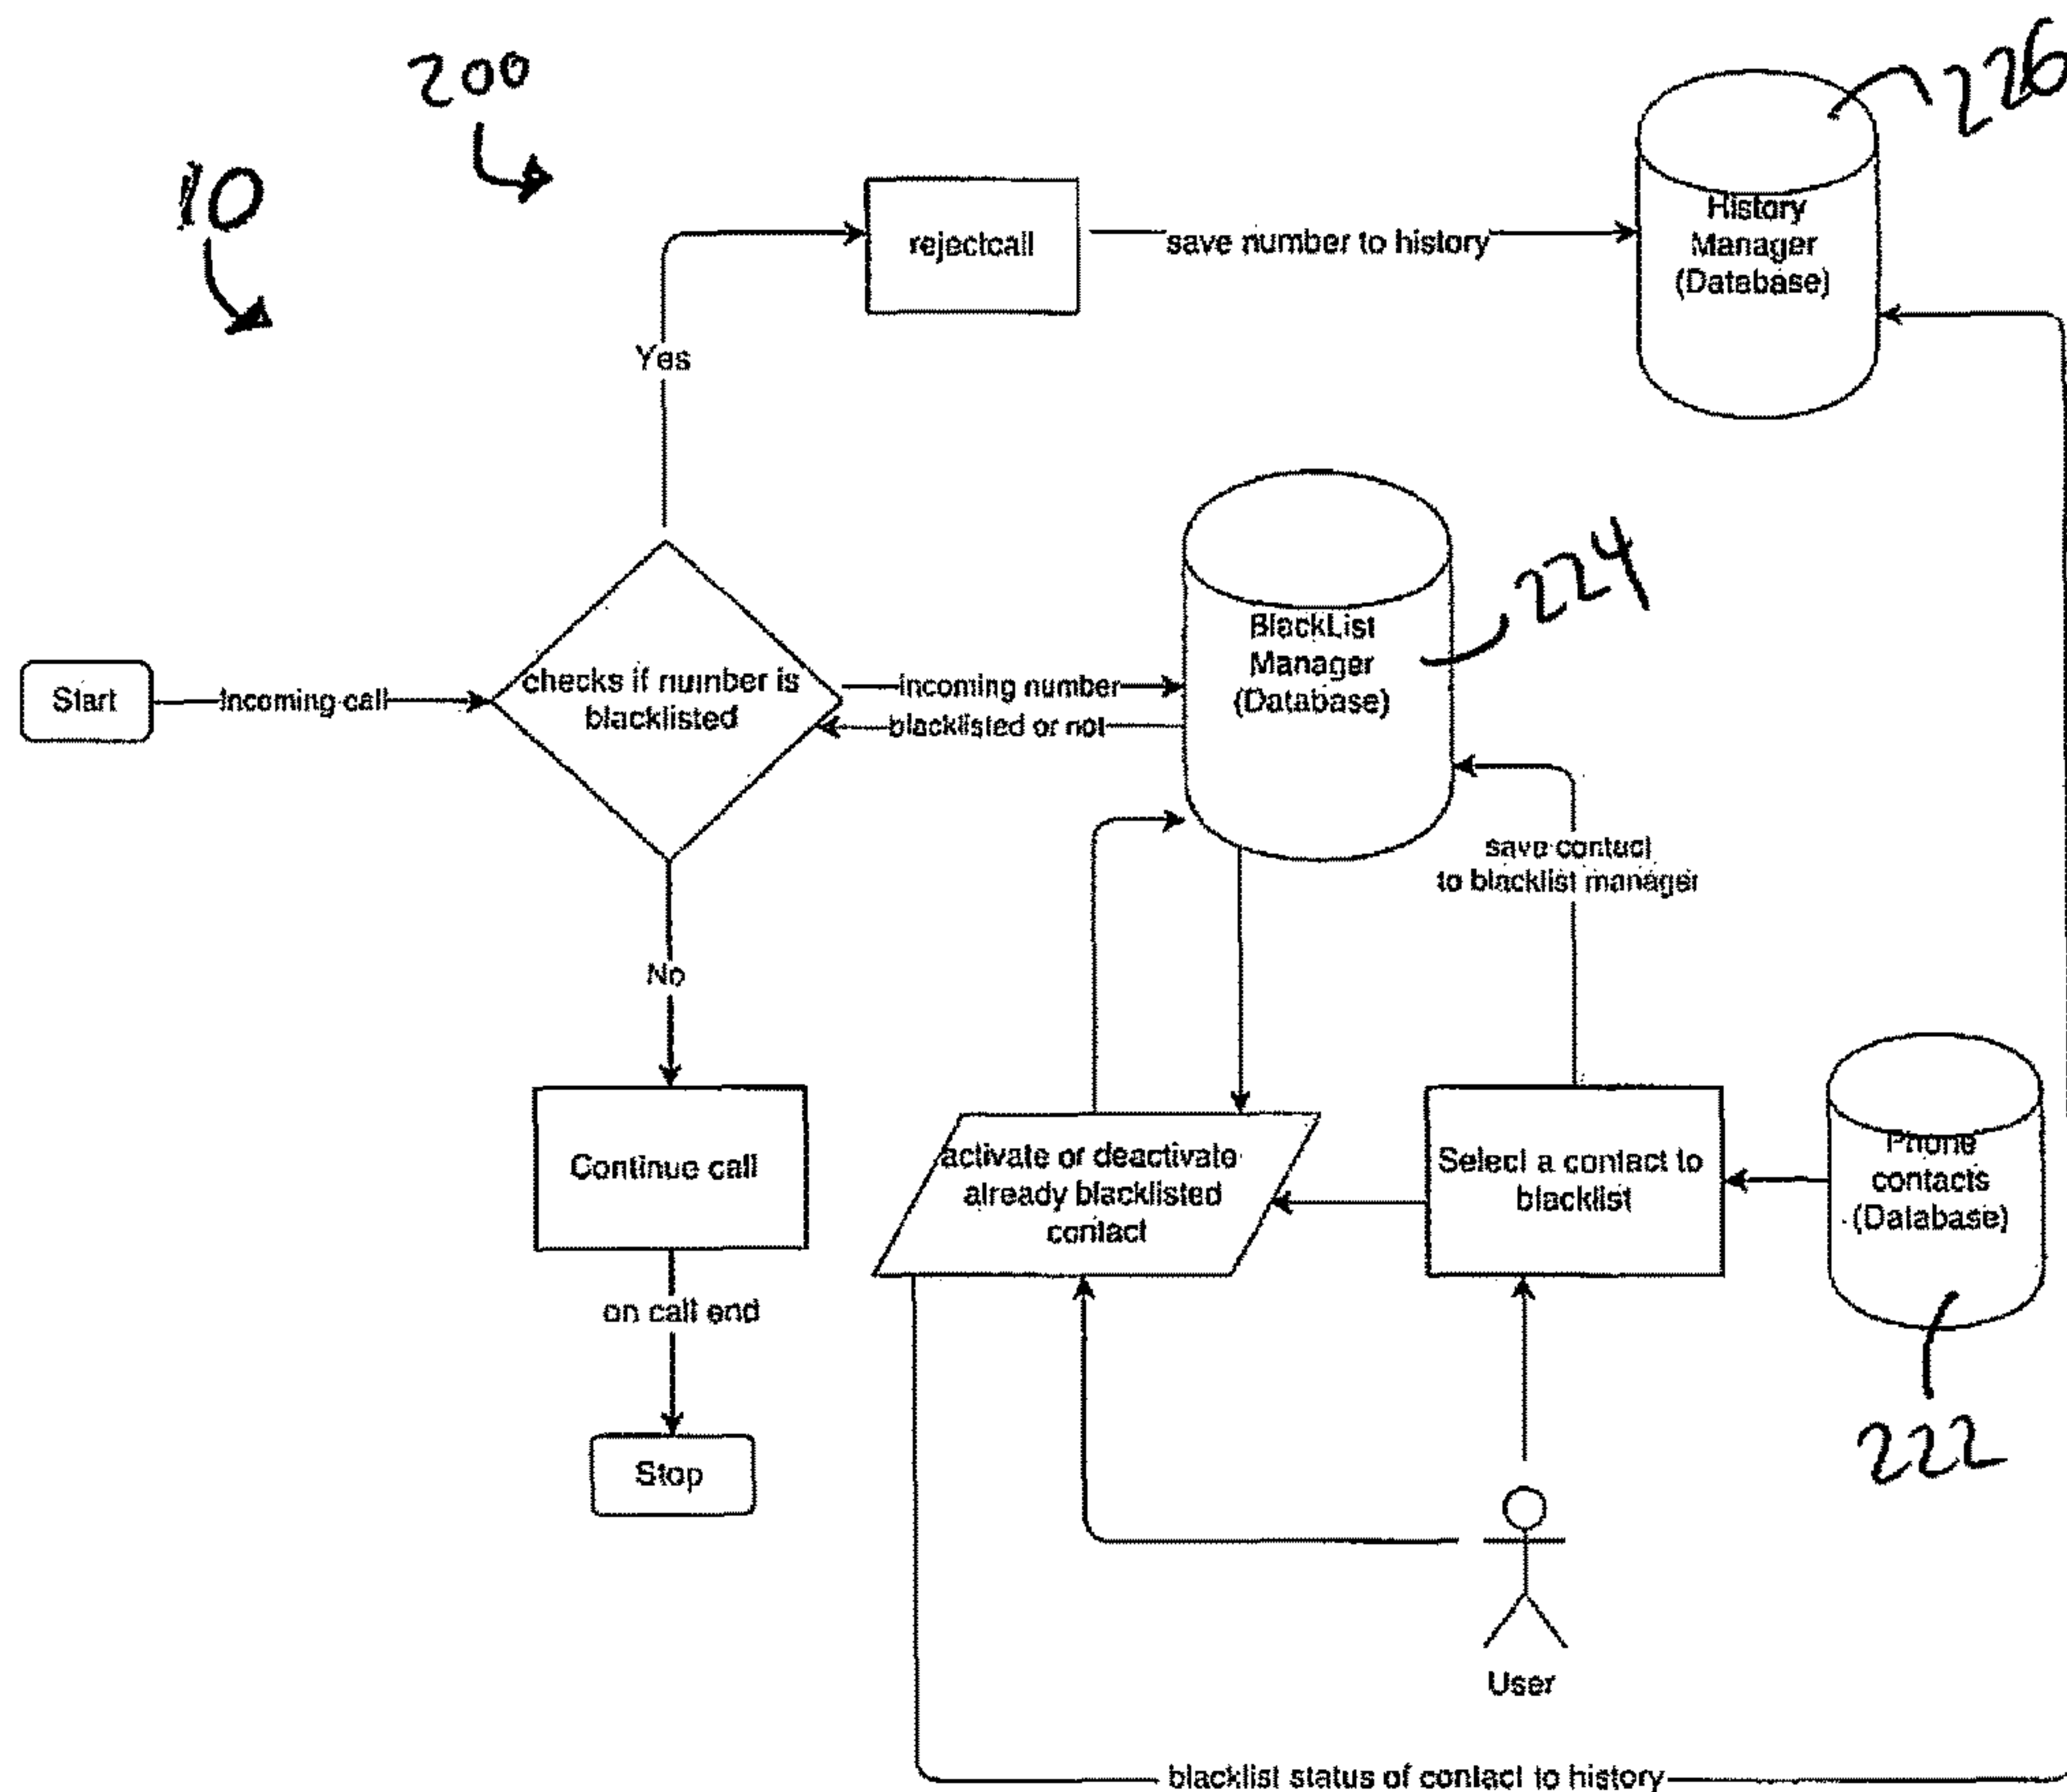 200
226
10
History
Manager
(Database)
rejectcall
save number to history
Yes
224
BlackList
Manager
(Database)
Start
Incoming call
checks if number is
blacklisted
incoming number
blacklisted or not
save contact
to blacklist manager
No
Continue call
activate or deactivate
already blacklisted
contact
Select a contact to
blacklist
Phone
contacts
(Database)
on call end
222
Stop
User
blacklist status of contact to history